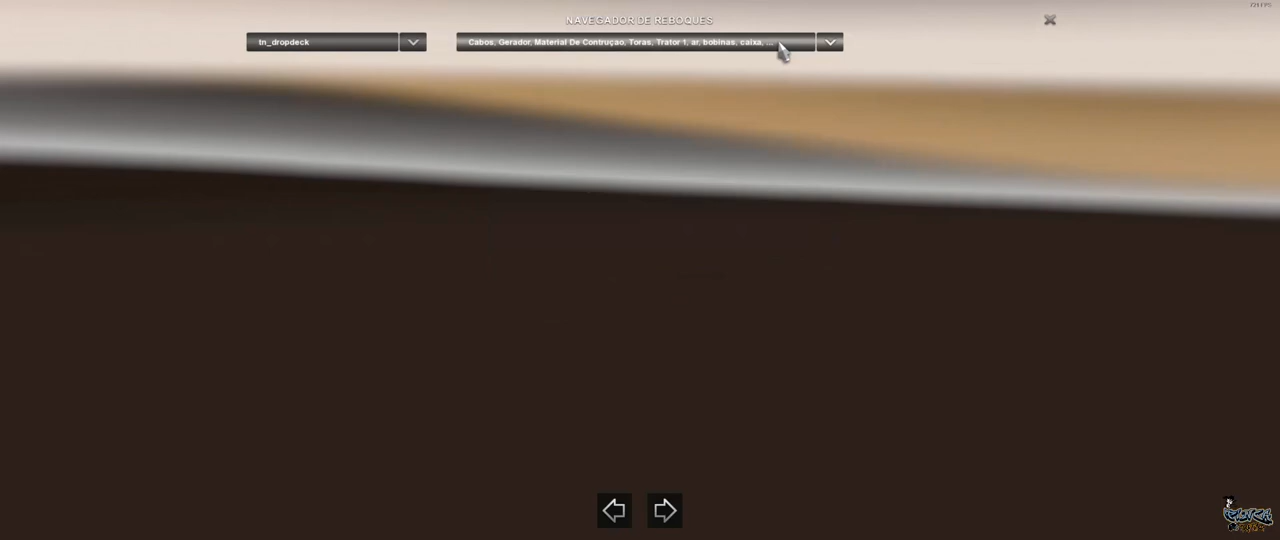 NAVEGADOR DE REBOQUES
tn_dropdeck
Cabos, Gerador, Material De Contruçao, Toras, Trator 1, ar, bobinas, caixa, ...